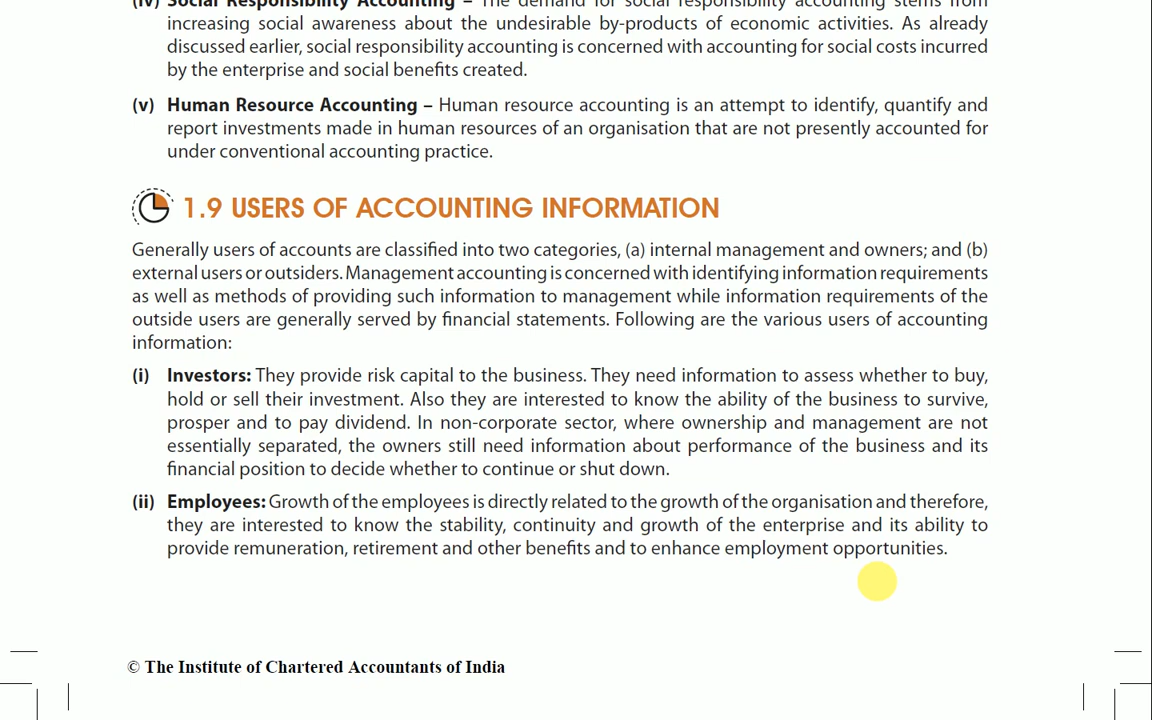 (iv) Social Responsibility Accounting – The demand for social responsibility accounting stems from
increasing social awareness about the undesirable by-products of economic activities. As already
discussed earlier, social responsibility accounting is concerned with accounting for social costs incurred
by the enterprise and social benefits created.
(v) Human Resource Accounting – Human resource accounting is an attempt to identify, quantify and
report investments made in human resources of an organisation that are not presently accounted for
under conventional accounting practice.
1.9 USERS OF ACCOUNTING INFORMATION
Generally users of accounts are classified into two categories, (a) internal management and owners; and (b)
external users or outsiders. Management accounting is concerned with identifying information requirements
as well as methods of providing such information to management while information requirements of the
outside users are generally served by financial statements. Following are the various users of accounting
information:
(i) Investors: They provide risk capital to the business. They need information to assess whether to buy,
hold or sell their investment. Also they are interested to know the ability of the business to survive,
prosper and to pay dividend. In non-corporate sector, where ownership and management are not
essentially separated, the owners still need information about performance of the business and its
financial position to decide whether to continue or shut down.
(ii) Employees: Growth of the employees is directly related to the growth of the organisation and therefore,
they are interested to know the stability, continuity and growth of the enterprise and its ability to
provide remuneration, retirement and other benefits and to enhance employment opportunities.
© The Institute of Chartered Accountants of India